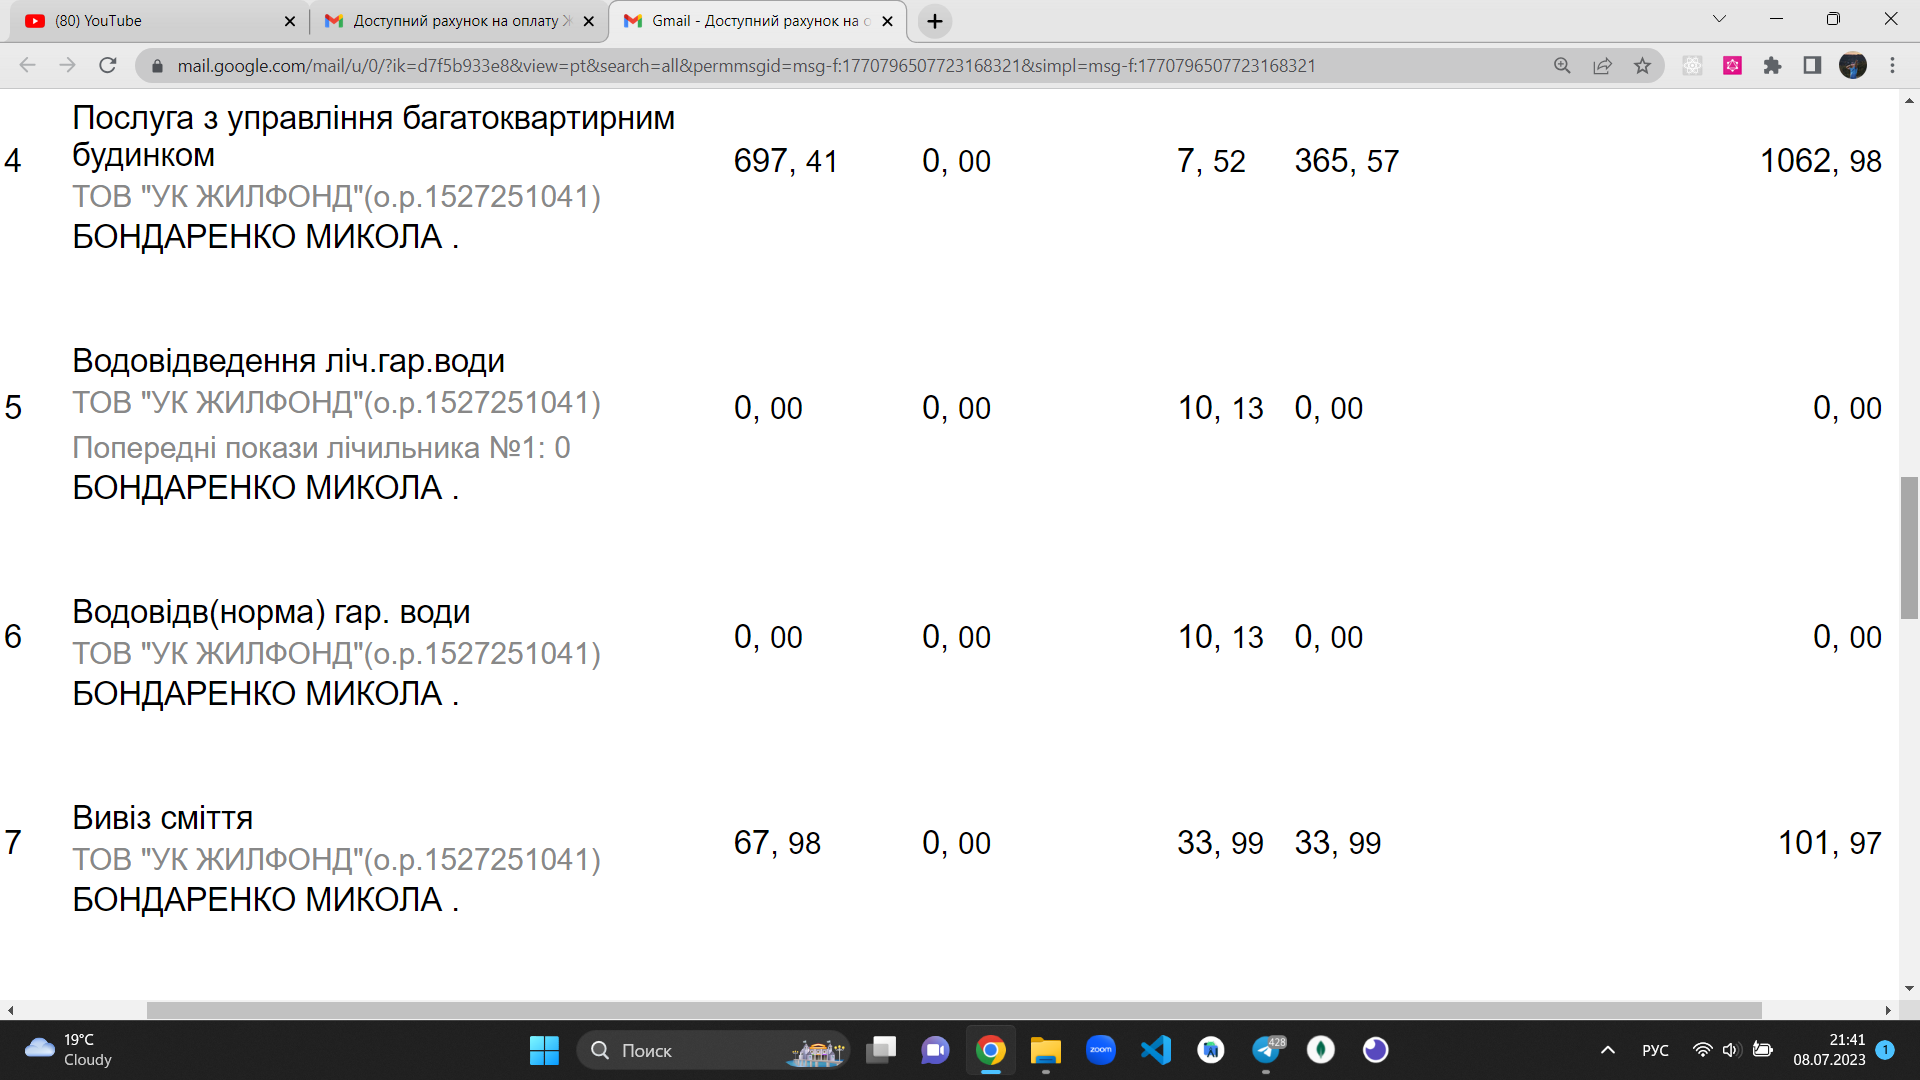 (80) YouTube
Доступний рахунок на оплату
Gmail - Доступний рахунок на о
mail.google.com/mail/u/0/?ik=d7f5b933e8&view=pt&search=all&permmsgid=msg-f:1770796507723168321&simpl=msg-f:1770796507723168321
Послуга з управління багатоквартирним
4 будинком 697, 41 0, 00 7, 52 365, 57 1062, 98
ТОВ "УК ЖИЛФОНД"(о.р.1527251041)
БОНДАРЕНКО МИКОЛА .
Водовідведення ліч.гар.води
5 ТОВ "УК ЖИЛФОНД"(о.р.1527251041) 0, 00 0, 00 10, 13 0, 00 0, 00
Попередні покази лічильника №1: 0
БОНДАРЕНКО МИКОЛА .
Водовідв(норма) гар. води
6 ТОВ "УК ЖИЛФОНД"(о.р.1527251041) 0, 00 0, 00 10, 13 0, 00 0, 00
БОНДАРЕНКО МИКОЛА .
Вивіз сміття
7 ТОВ "УК ЖИЛФОНД"(о.р.1527251041) 67, 98 0, 00 33, 99 33, 99 101, 97
БОНДАРЕНКО МИКОЛА .
19°C
Cloudy
Поиск
zoom
AI
428
РУС
21:41
08.07.2023
1